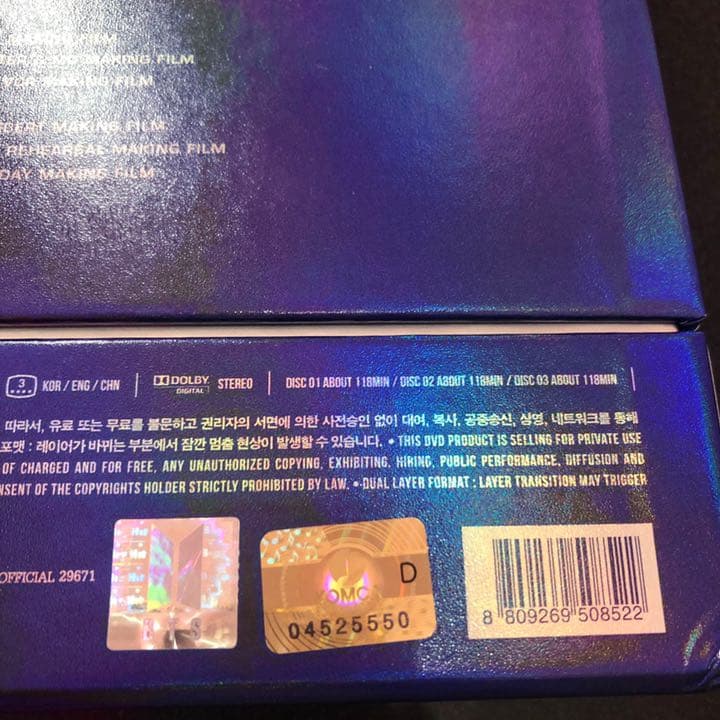 MAKING FILM
MAKING FILM
MAKING FILM
MAKING FILM
REHEARSAL MAKING FILM
DAY MAKING FILM
3 KOR / ENG / CHN | DOLBY DIGITAL STEREO | DISC 01 ABOUT 118MIN / DISC 02 ABOUT 118MIN / DISC 03 ABOUT 118MIN |
따라서, 유료 또는 무료를 불문하고 권리자의 서면에 의한 사전승인 없이 대여, 복사, 공중송신, 상영, 네트워크를 통해
포맷 : 레이어가 바뀌는 부분에서 잠깐 멈춤 현상이 발생할 수 있습니다. • THIS DVD PRODUCT IS SELLING FOR PRIVATE USE
OF CHARGED AND FOR FREE, ANY UNAUTHORIZED COPYING, EXHIBITING, HIRING, PUBLIC PERFORMANCE, DIFFUSION AND
OF THE COPYRIGHTS HOLDER STRICTLY PROHIBITED BY LAW. • DUAL LAYER FORMAT : LAYER TRANSITION MAY TRIGGER
OFFICIAL 29671
BTS
KOMCA
D
04525550
8 809269 508522